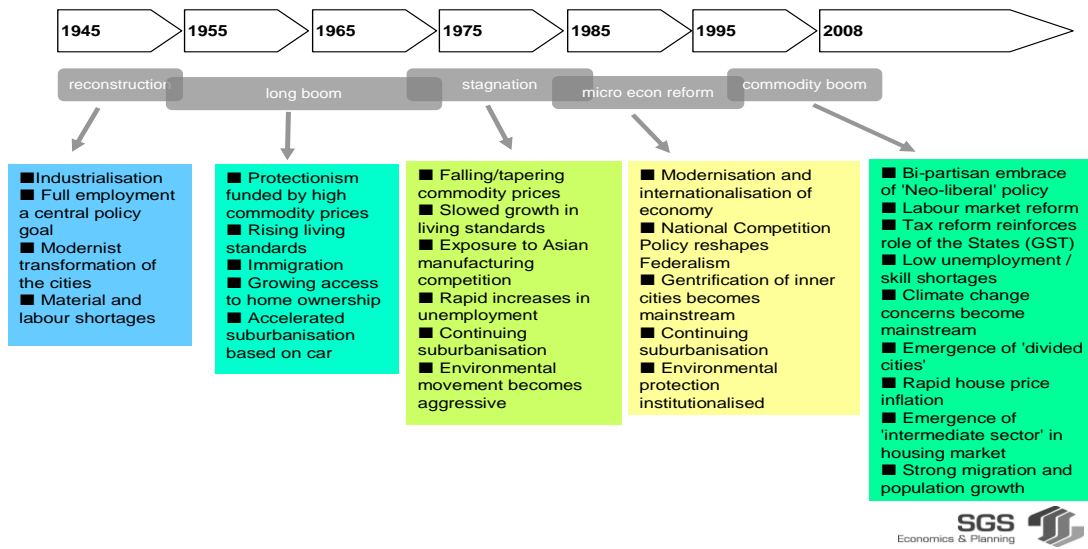 1945
1955
1965
1975
1985
1995
2008
reconstruction
long boom
stagnation
micro econ reform
commodity boom
■Industrialisation
■ Full employment
a central policy
goal
■ Modernist
transformation of
the cities
■ Material and
labour shortages
■ Protectionism
funded by high
commodity prices
■ Rising living
standards
■ Immigration
■ Growing access
to home ownership
■ Accelerated
suburbanisation
based on car
■ Falling/tapering
commodity prices
■ Slowed growth in
living standards
■ Exposure to Asian
manufacturing
competition
■ Rapid increases in
unemployment
■ Continuing
suburbanisation
■ Environmental
movement becomes
aggressive
■ Modernisation and
internationalisation of
economy
■ National Competition
Policy reshapes
Federalism
■ Gentrification of inner
cities becomes
mainstream
■ Continuing
suburbanisation
■ Environmental
protection
institutionalised
■ Bi-partisan embrace
of 'Neo-liberal' policy
■ Labour market reform
■ Tax reform reinforces
role of the States (GST)
■ Low unemployment /
skill shortages
■ Climate change
concerns become
mainstream
■ Emergence of 'divided
cities'
■ Rapid house price
inflation
■ Emergence of
'intermediate sector' in
housing market
■ Strong migration and
population growth
SGS
Economics & Planning